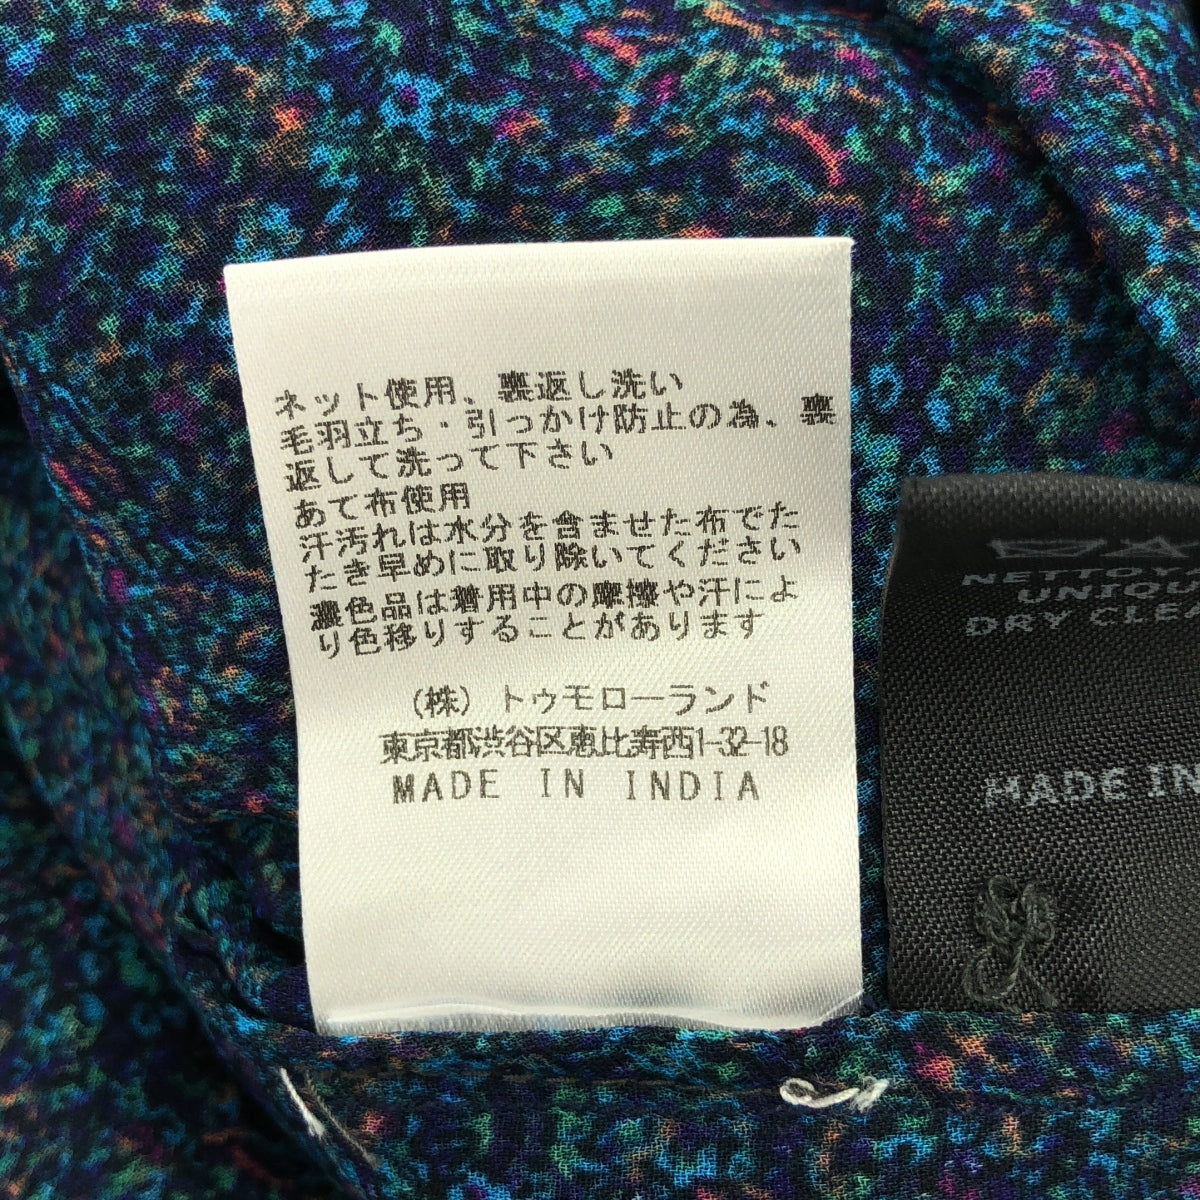 ネット使用、裏返し洗い
毛羽立ち・引っかけ防止の為、裏
返して洗って下さい
あて布使用
汗汚れは水分を含ませた布でた
たき早めに取り除いてください
濃色品は着用中の摩擦や汗によ
り色移りすることがあります
(株)トゥモローランド
東京都渋谷区恵比寿西1-32-18
MADE IN INDIA
NETTOY
UNIQU
DRY CLEA
MADE IN